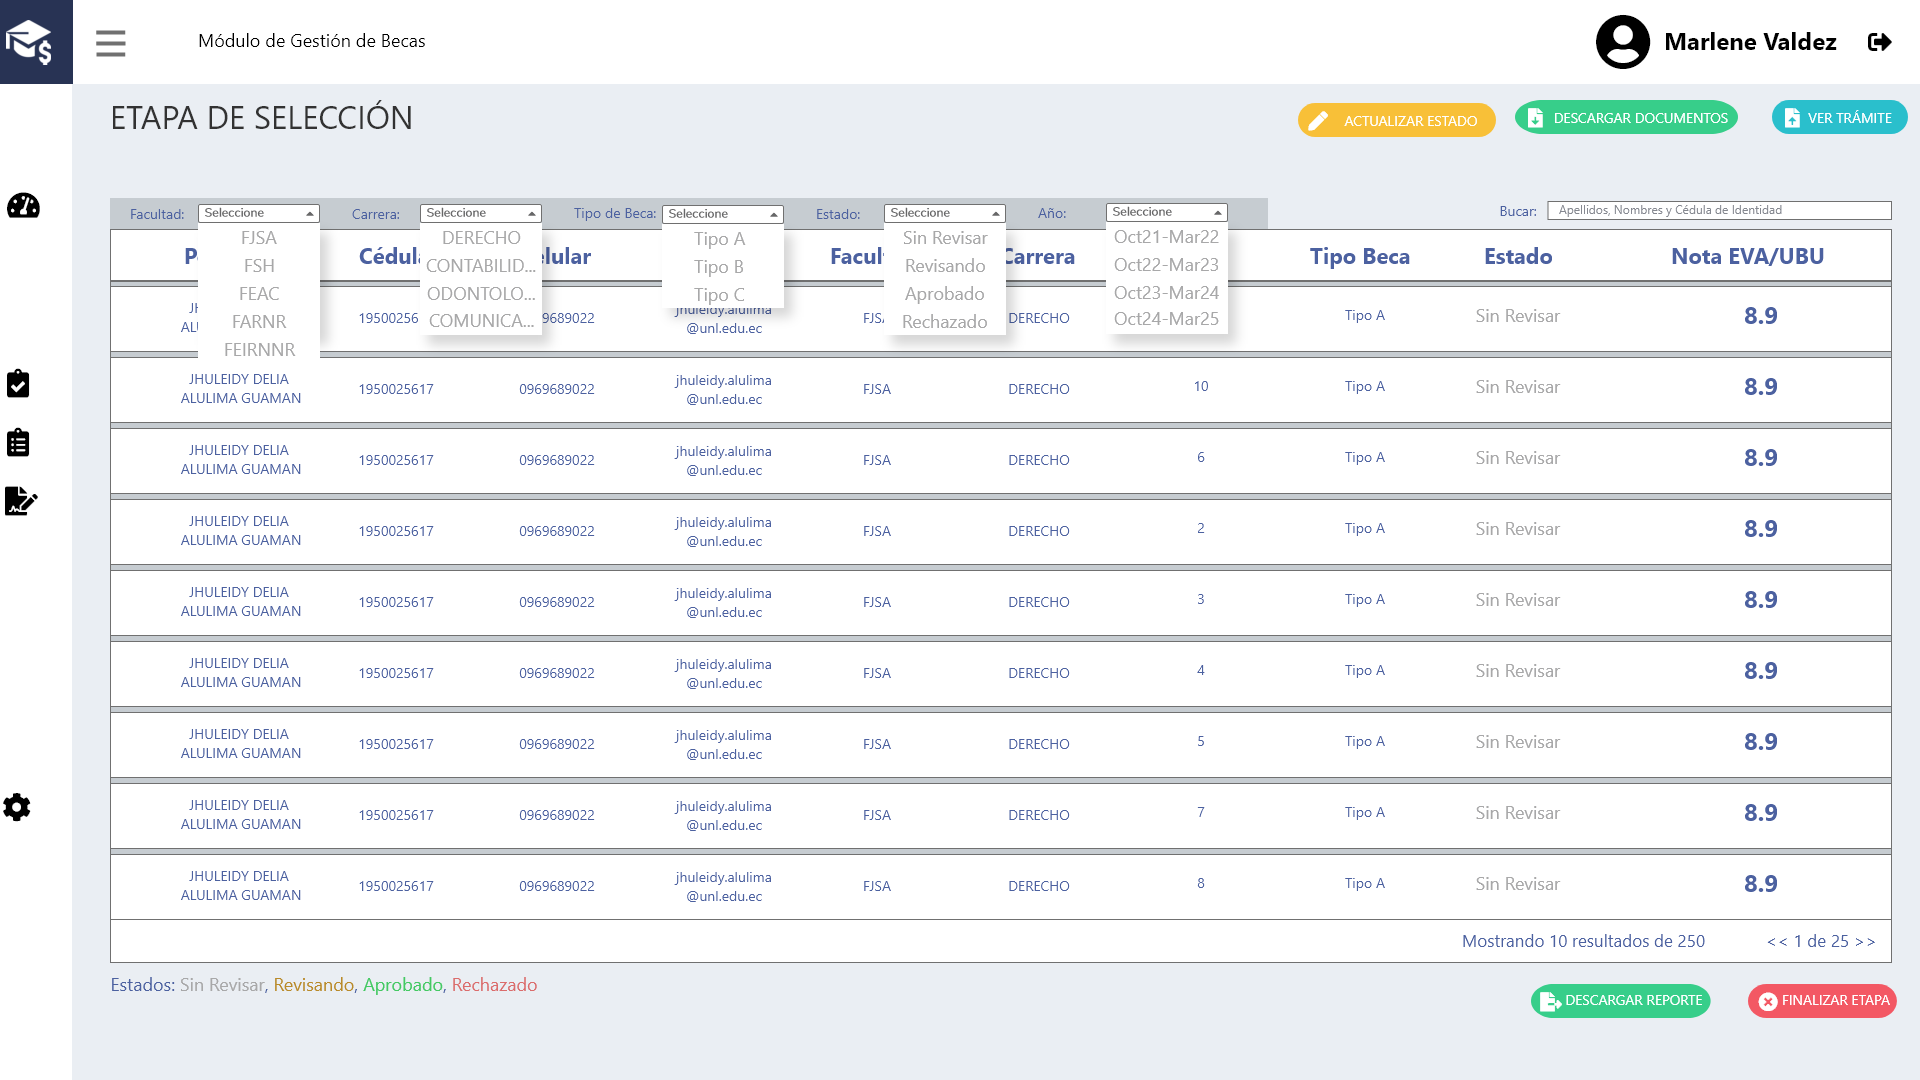 Módulo de Gestión de Becas
Marlene Valdez
ETAPA DE SELECCIÓN
ACTUALIZAR ESTADO
DESCARGAR DOCUMENTOS
VER TRÁMITE
Facultad: Seleccione Carrera: Seleccione Tipo de Beca: Seleccione Estado: Seleccione Año: Seleccione
Bucar: Apellidos, Nombres y Cédula de Identidad
FJSA
FSH
FEAC
FARNR
FEIRNNR
DERECHO
CONTABILID...
ODONTOLO...
COMUNICA...
Tipo A
Tipo B
Tipo C
Sin Revisar
Revisando
Aprobado
Rechazado
Oct21-Mar22
Oct22-Mar23
Oct23-Mar24
Oct24-Mar25
Carrera Tipo Beca Estado Nota EVA/UBU
jhuleidy.alulima
@unl.edu.ec
DERECHO Tipo A Sin Revisar 8.9
JHULEIDY DELIA
ALULIMA GUAMAN
1950025617 0969689022
jhuleidy.alulima
@unl.edu.ec
FJSA DERECHO 10 Tipo A Sin Revisar 8.9
JHULEIDY DELIA
ALULIMA GUAMAN
1950025617 0969689022
jhuleidy.alulima
@unl.edu.ec
FJSA DERECHO 6 Tipo A Sin Revisar 8.9
JHULEIDY DELIA
ALULIMA GUAMAN
1950025617 0969689022
jhuleidy.alulima
@unl.edu.ec
FJSA DERECHO 2 Tipo A Sin Revisar 8.9
JHULEIDY DELIA
ALULIMA GUAMAN
1950025617 0969689022
jhuleidy.alulima
@unl.edu.ec
FJSA DERECHO 3 Tipo A Sin Revisar 8.9
JHULEIDY DELIA
ALULIMA GUAMAN
1950025617 0969689022
jhuleidy.alulima
@unl.edu.ec
FJSA DERECHO 4 Tipo A Sin Revisar 8.9
JHULEIDY DELIA
ALULIMA GUAMAN
1950025617 0969689022
jhuleidy.alulima
@unl.edu.ec
FJSA DERECHO 5 Tipo A Sin Revisar 8.9
JHULEIDY DELIA
ALULIMA GUAMAN
1950025617 0969689022
jhuleidy.alulima
@unl.edu.ec
FJSA DERECHO 7 Tipo A Sin Revisar 8.9
JHULEIDY DELIA
ALULIMA GUAMAN
1950025617 0969689022
jhuleidy.alulima
@unl.edu.ec
FJSA DERECHO 8 Tipo A Sin Revisar 8.9
Mostrando 10 resultados de 250 << 1 de 25 >>
Estados: Sin Revisar, Revisando, Aprobado, Rechazado
DESCARGAR REPORTE
FINALIZAR ETAPA